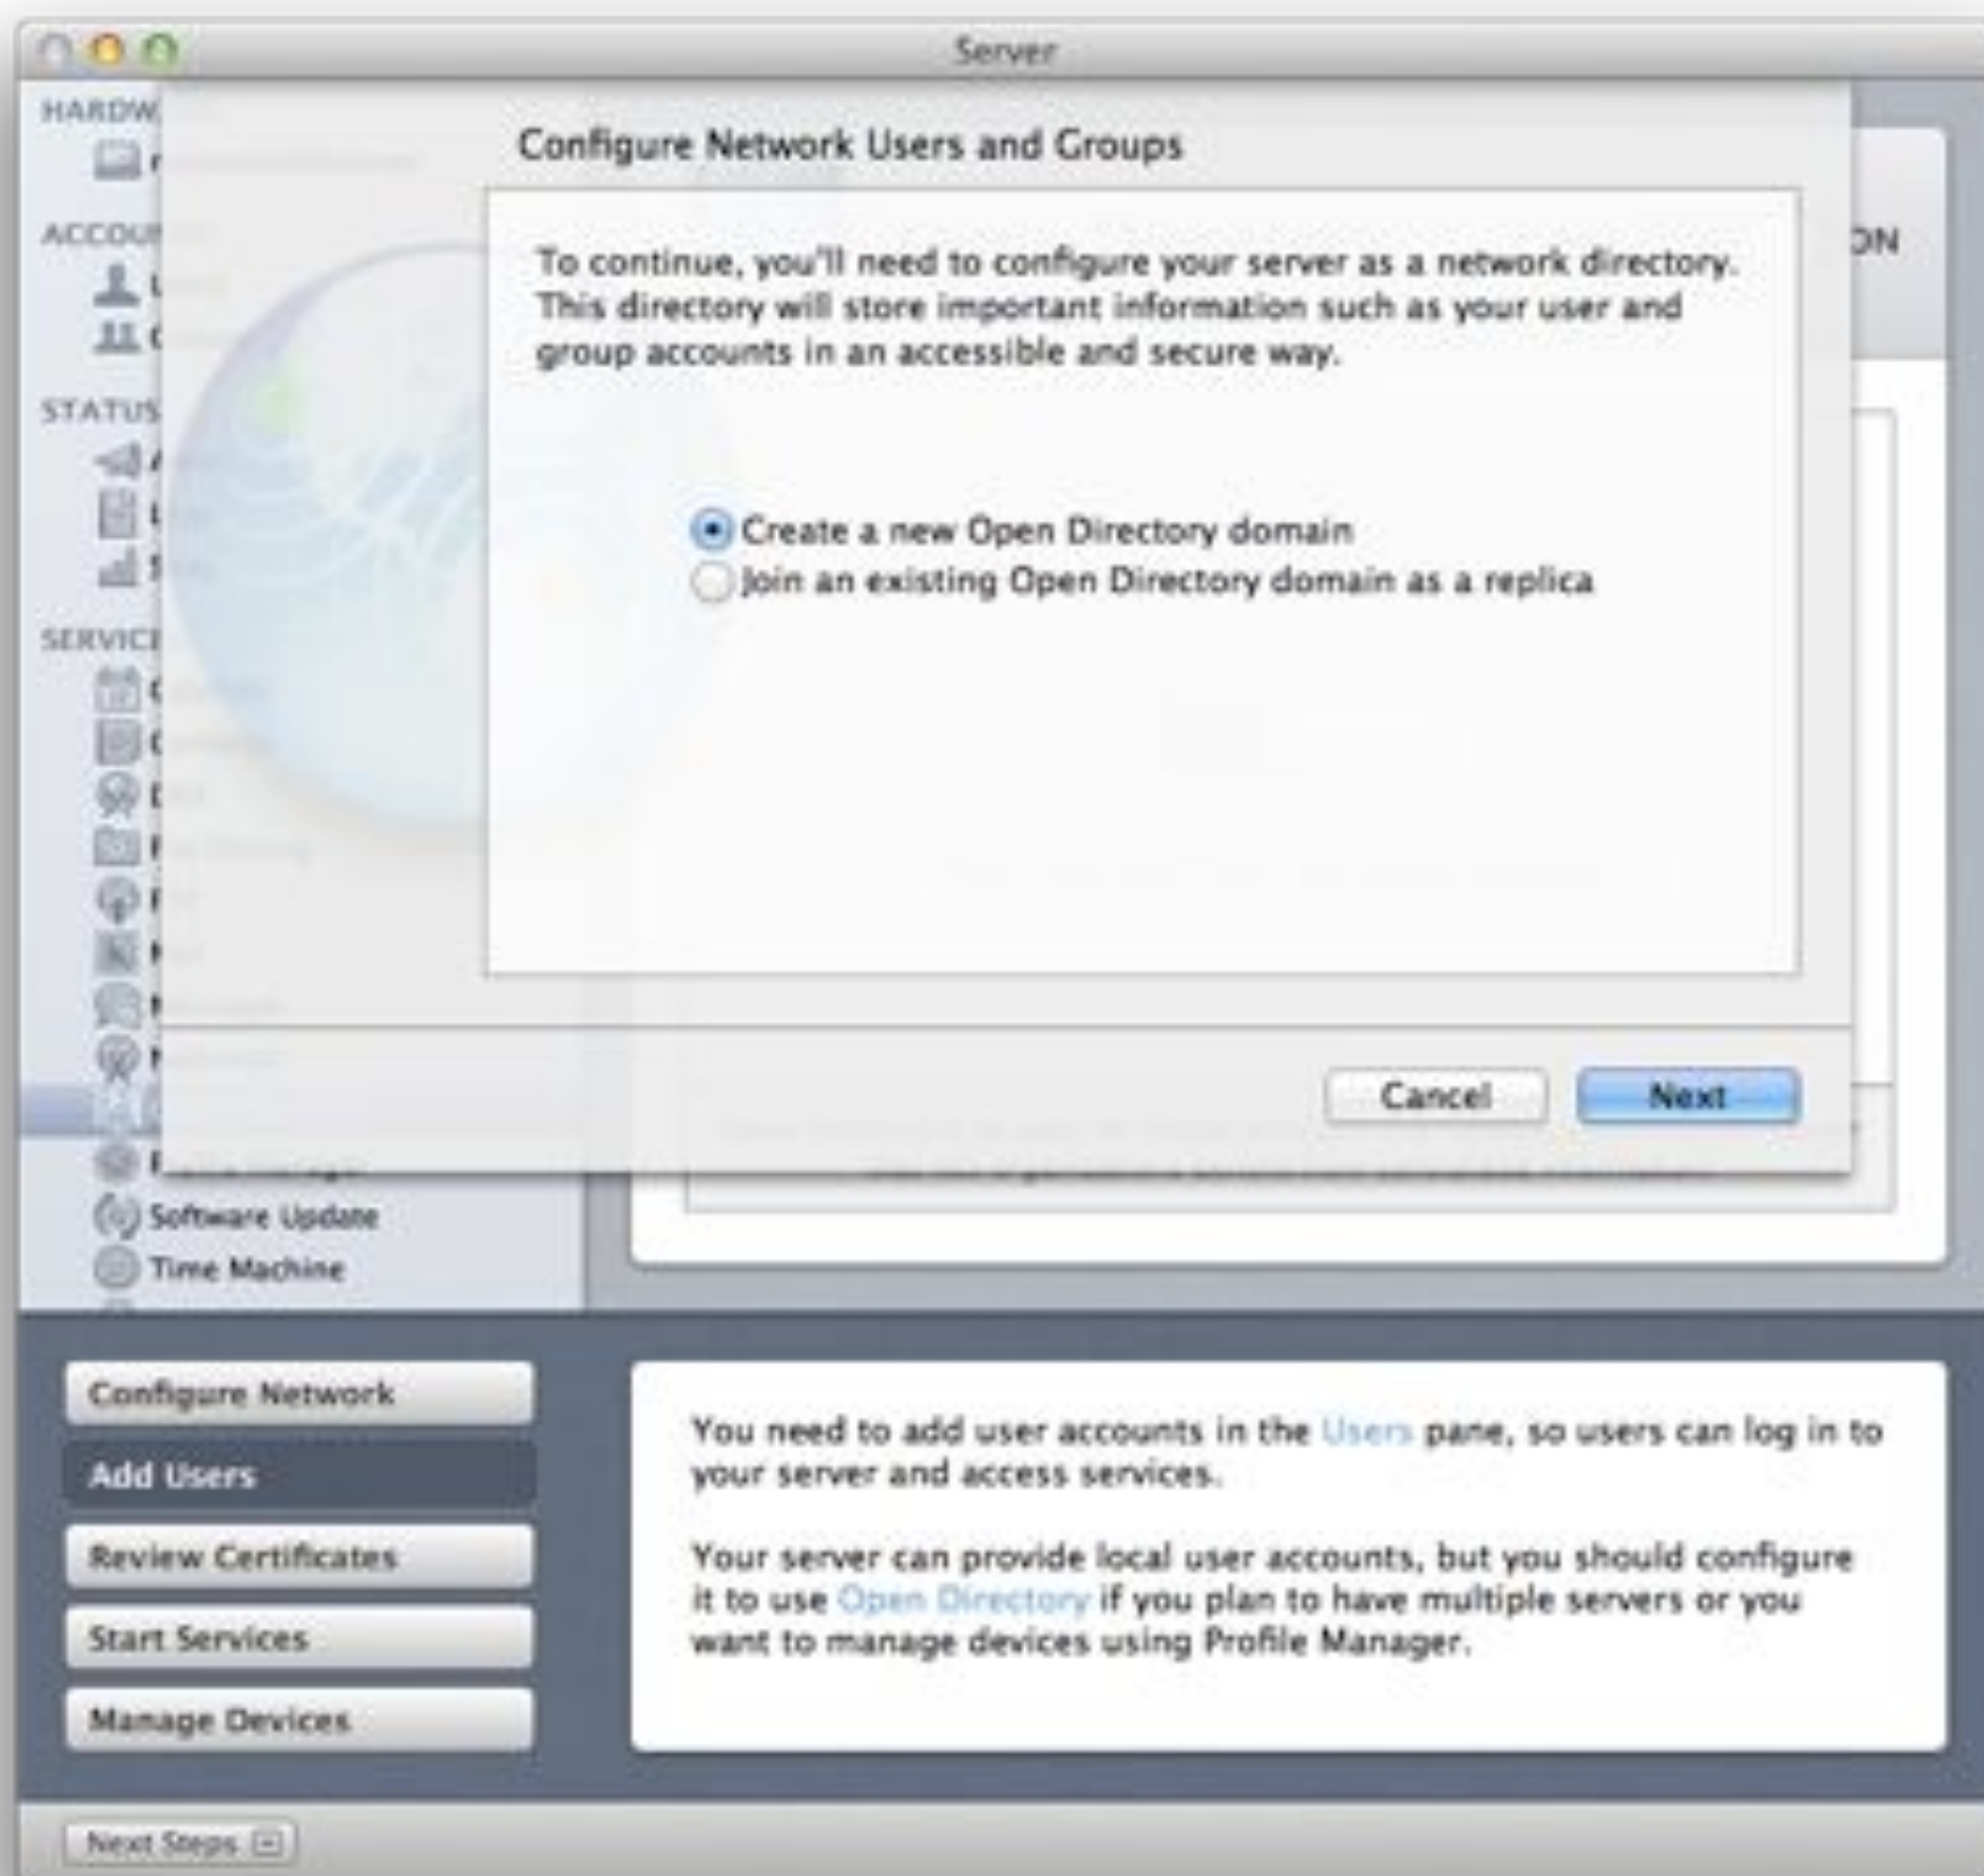 Server
Configure Network Users and Groups
To continue, you'll need to configure your server as a network directory.
This directory will store important information such as your user and
group accounts in an accessible and secure way.
Create a new Open Directory domain
Join an existing Open Directory domain as a replica
Cancel
Next
HARDW
ACCOU
STATUS
SERVICE
ON
Software Update
Time Machine
Configure Network
Add Users
Review Certificates
Start Services
Manage Devices
You need to add user accounts in the Users pane, so users can log in to
your server and access services.
Your server can provide local user accounts, but you should configure
it to use Open Directory if you plan to have multiple servers or you
want to manage devices using Profile Manager.
Next Steps